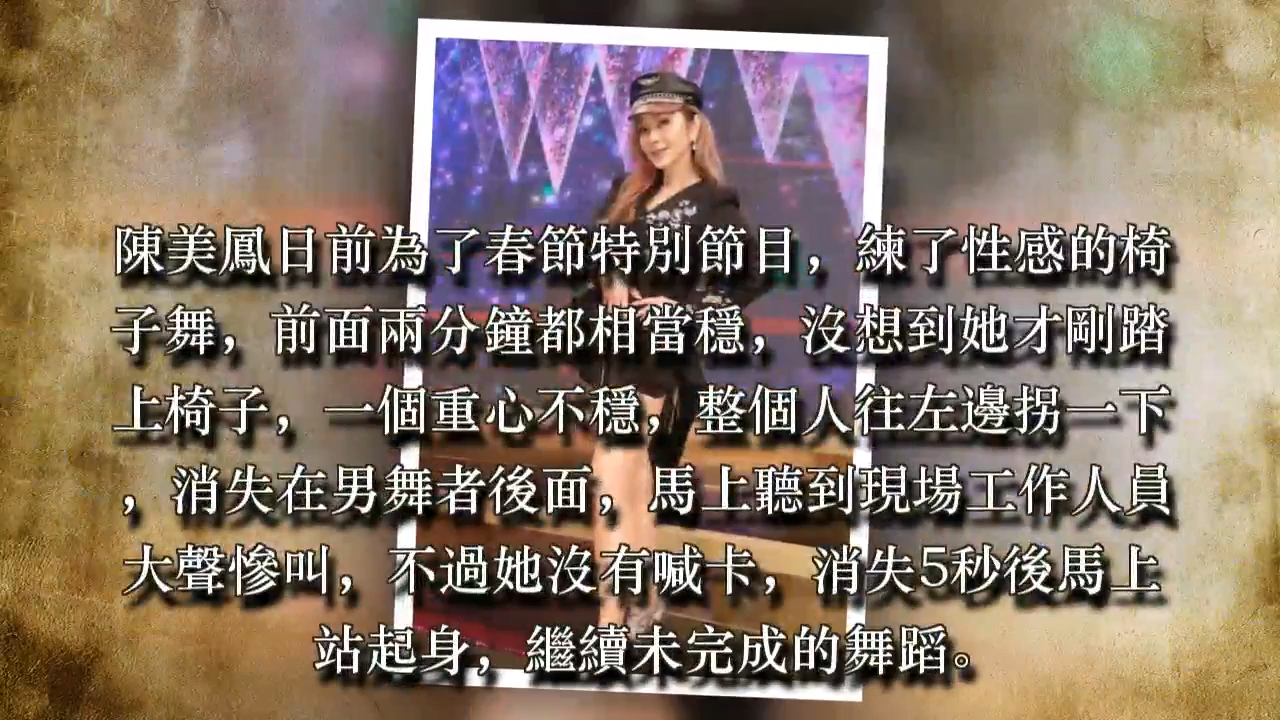 陳美鳳日前為了春節特別節目，練了性感的椅
子舞，前面兩分鐘都相當穩，沒想到她才剛踏
上椅子，一個重心不穩，整個人往左邊拐一下
，消失在男舞者後面，馬上聽到現場工作人員
大聲慘叫，不過她沒有喊卡，消失5秒後馬上
站起身，繼續未完成的舞蹈。